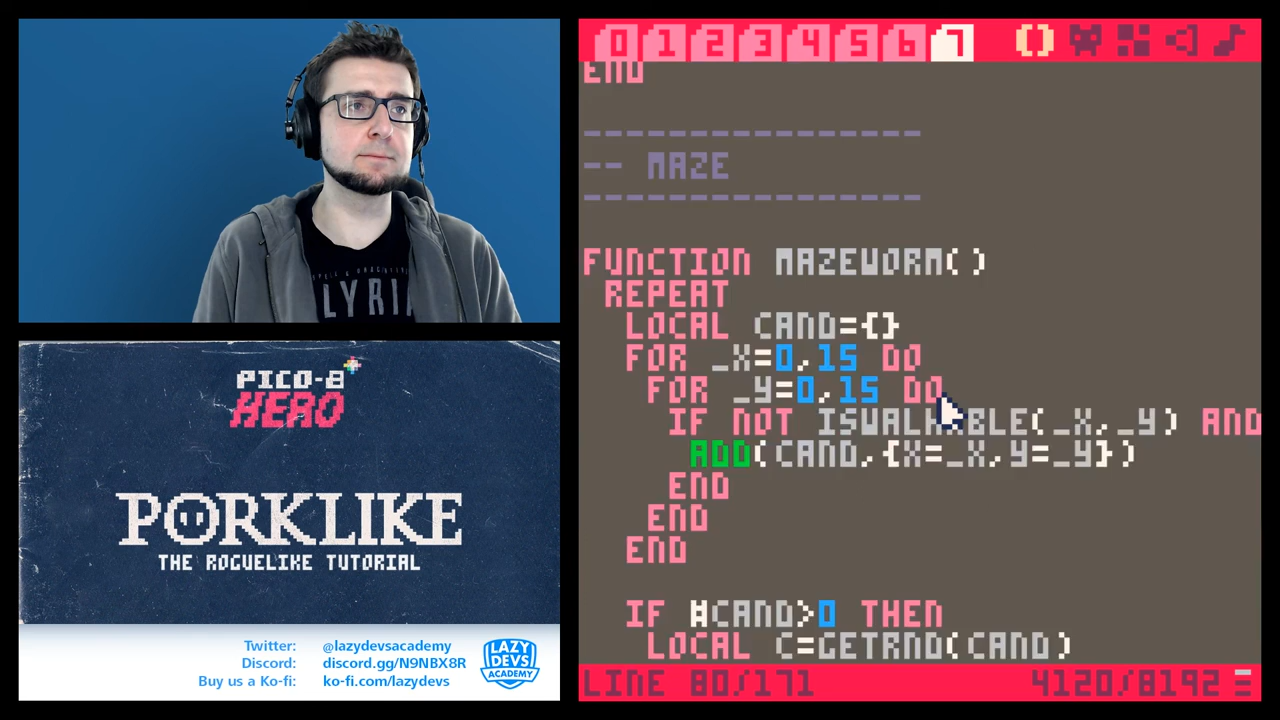 LYRIA
PICO-8
HERO
PORKLIKE
THE ROGUELIKE TUTORIAL
Twitter: @lazydevsacademy
Discord: discord.gg/N9NBX8R
Buy us a Ko-fi: ko-fi.com/lazydevs
LAZY
DEVS
ACADEMY
0 1 2 3 4 5 6 7
END
----------------
-- MAZE
----------------
FUNCTION MAZEWORM()
REPEAT
LOCAL CAND={}
FOR _X=0,15 DO
FOR _Y=0,15 DO
IF NOT ISWALKABLE(_X,_Y) AND
ADD(CAND,{X=_X,Y=_Y})
END
END
END
IF #CAND>0 THEN
LOCAL C=GETRND(CAND)
LINE 80/171 4120/8192